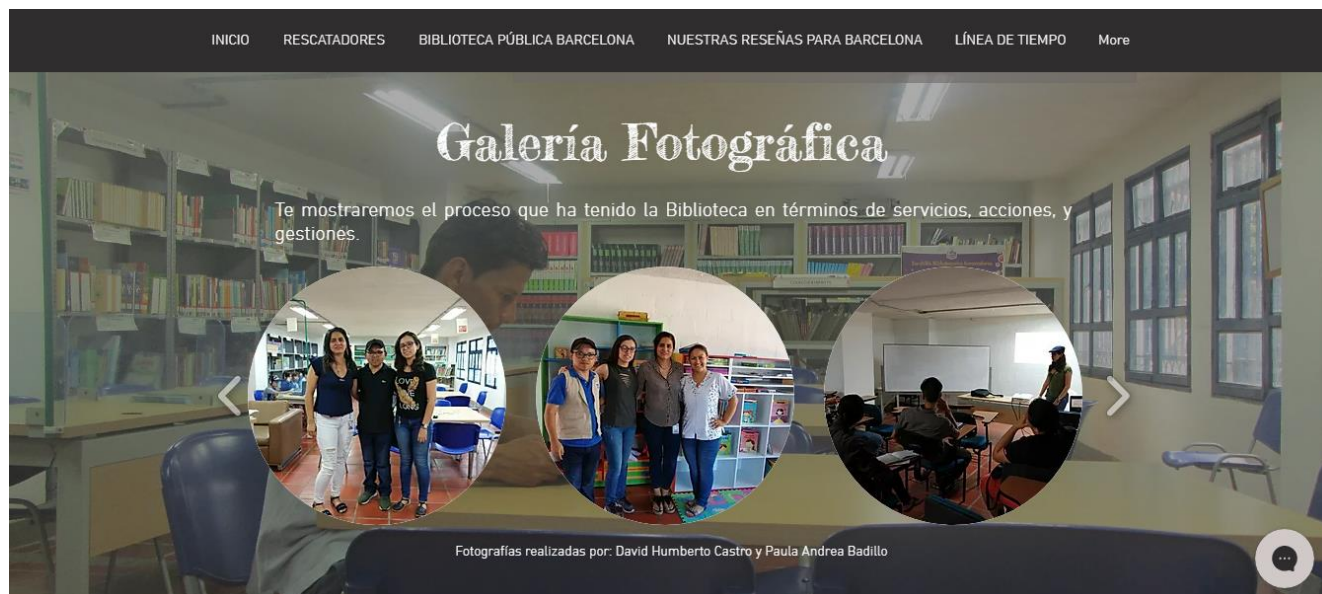 INICIO RESCATADORES BIBLIOTECA PÚBLICA BARCELONA NUESTRAS RESEÑAS PARA BARCELONA LÍNEA DE TIEMPO More
Galería Fotográfica
Te mostraremos el proceso que ha tenido la Biblioteca en términos de servicios, acciones, y
gestiones.
Fotografías realizadas por: David Humberto Castro y Paula Andrea Badillo